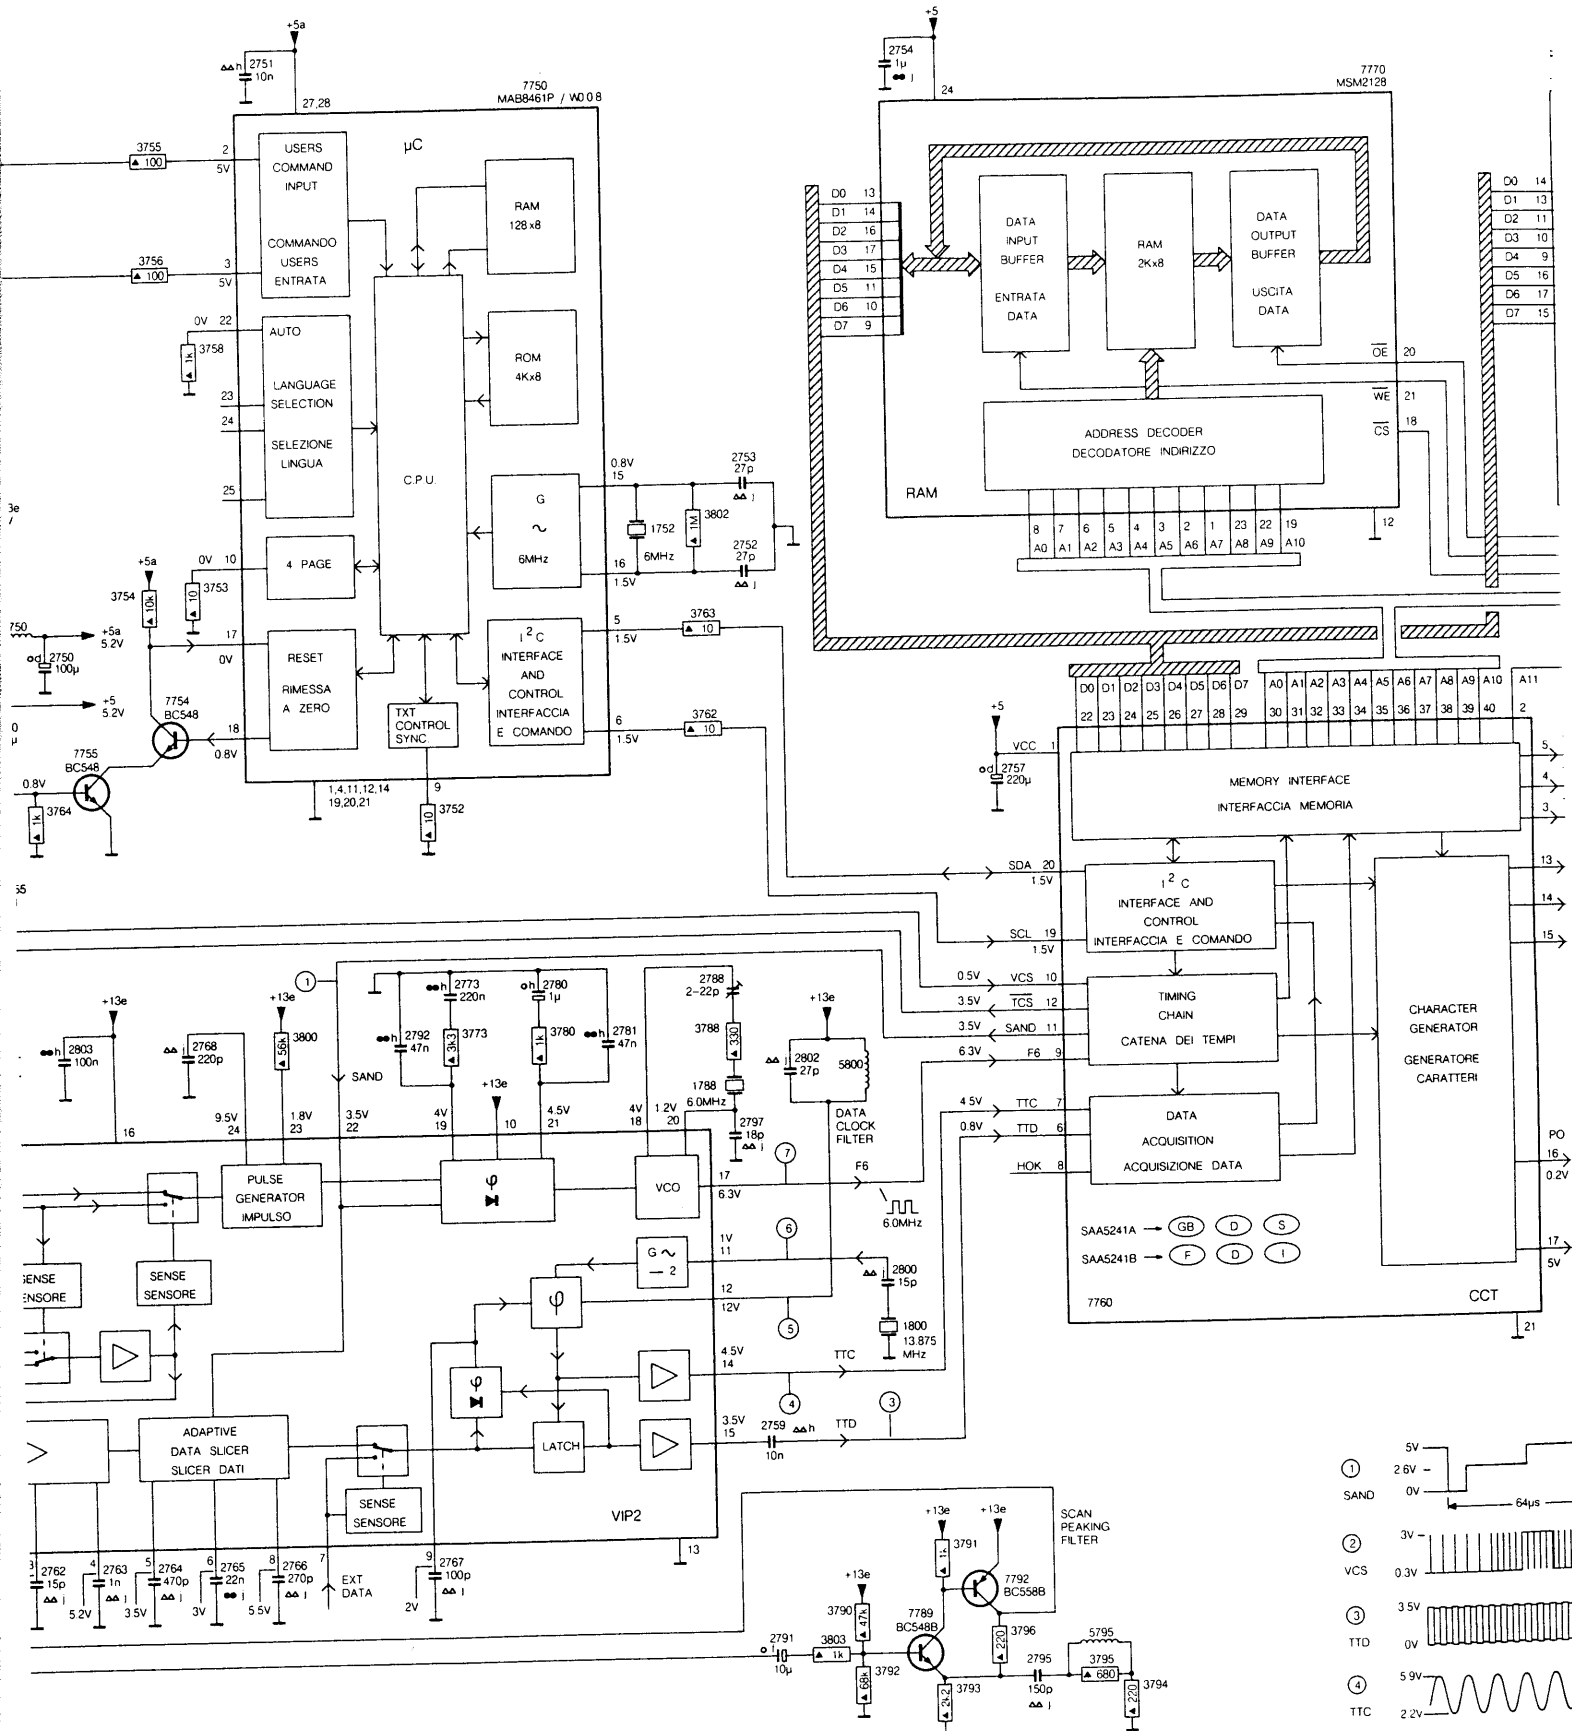 +5a
2751
10n
h
7750
MAB8461P / W008
27,28
µC
3755
100
2
5V
USERS
COMMAND
INPUT
COMMANDO
USERS
ENTRATA
3756
100
3
5V
RAM
128x8
0V 22
3758
1k
AUTO
23
24
25
LANGUAGE
SELECTION
SELEZIONE
LINGUA
C.P.U.
ROM
4Kx8
G
~
6MHz
0.8V
15
16
1.5V
1752
6MHz
3802
1M
2753
27p
j
2752
27p
j
0V 10
3753
10
4 PAGE
+5a
3754
10k
17
0V
RESET
RIMESSA
A ZERO
18
0.8V
750
+5a
5.2V
d
2750
100µ
+5
5.2V
7754
BC548
7755
BC548
0.8V
3764
1k
TXT
CONTROL
SYNC.
I2C
INTERFACE
AND
CONTROL
INTERFACCIA
E COMANDO
5
1.5V
3763
10
6
1.5V
3762
10
1,4,11,12,14
19,20,21
9
3752
10
+5
2754
1µ
j
24
7770
MSM2128
D0 13
D1 14
D2 16
D3 17
D4 15
D5 11
D6 10
D7 9
DATA
INPUT
BUFFER
ENTRATA
DATA
RAM
2Kx8
DATA
OUTPUT
BUFFER
USCITA
DATA
OE 20
WE 21
CS 18
ADDRESS DECODER
DECODATORE INDIRIZZO
RAM
8 7 6 5 4 3 2 1 23 22 19
A0 A1 A2 A3 A4 A5 A6 A7 A8 A9 A10
12
D0 14
D1 13
D2 11
D3 10
D4 9
D5 16
D6 17
D7 15
D0 D1 D2 D3 D4 D5 D6 D7 A0 A1 A2 A3 A4 A5 A6 A7 A8 A9 A10 A11
22 23 24 25 26 27 28 29 30 31 32 33 34 35 36 37 38 39 40 2
+5
VCC 1
d
2757
220µ
MEMORY INTERFACE
INTERFACCIA MEMORIA
5
4
3
SDA 20
1.5V
SCL 19
1.5V
I2C
INTERFACE AND
CONTROL
INTERFACCIA E COMANDO
13
14
15
0.5V VCS 10
3.5V TCS 12
3.5V SAND 11
6.3V F6 9
TIMING
CHAIN
CATENA DEI TEMPI
CHARACTER
GENERATOR
GENERATORE
CARATTERI
4.5V TTC 7
0.8V TTD 6
HOK 8
DATA
ACQUISITION
ACQUISIZIONE DATA
PO
16
0.2V
17
5V
SAA5241A GB D S
SAA5241B F D I
7760
CCT
21
1
SAND
+13e
h
2803
100n
16
j
2768
220p
+13e
3800
56k
9.5V
24
1.8V
23
3.5V
22
h
2773
220n
h
2780
1µ
h
2792
47n
3773
3k3
3780
1k
h
2781
47n
+13e
4V
19
10
4.5V
21
2788
2-22p
3788
330
1788
6.0MHz
4V
18
1.2V
20
2797
18p
j
+13e
j
2802
27p
5800
DATA
CLOCK
FILTER
PULSE
GENERATOR
IMPULSO
φ
VCO
17
6.3V
7
F6
6.0MHz
SENSE
SENSORE
SENSE
SENSORE
G ~
— 2
1V
11
6
j
2800
15p
1800
13.875
MHz
φ
12
12V
5
φ
4.5V
14
TTC
4
LATCH
3.5V
15
2759
h
10n
TTD
3
ADAPTIVE
DATA SLICER
SLICER DATI
SENSE
SENSORE
VIP2
13
3
2762
15p
j
4
2763
1n
j
5.2V
5
2764
470p
j
3.5V
6
2765
22n
j
3V
8
2766
270p
j
5.5V
7
EXT
DATA
9
2767
100p
j
2V
SCAN
PEAKING
FILTER
+13e
+13e
3791
1k
7792
BC558B
+13e
3790
47k
7789
BC548B
2791
10µ
3803
1k
3792
68k
3796
220
3793
2k2
2795
150p
j
5795
3795
680
3794
220
1
SAND
5V
2.6V
0V
64µs
2
VCS
3V
0.3V
3
TTD
3.5V
0V
4
TTC
5.9V
2.2V